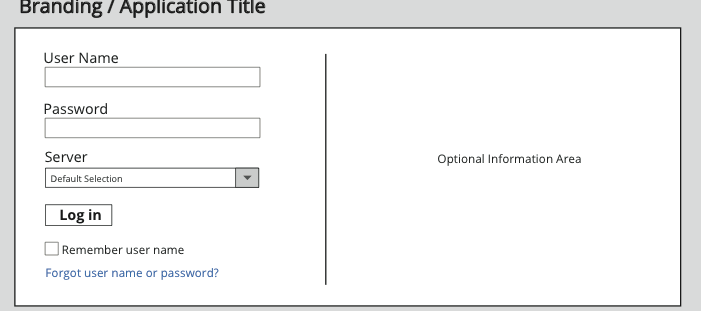 Branding / Application Title
User Name
Password
Server
Default Selection
Log in
Remember user name
Forgot user name or password?
Optional Information Area